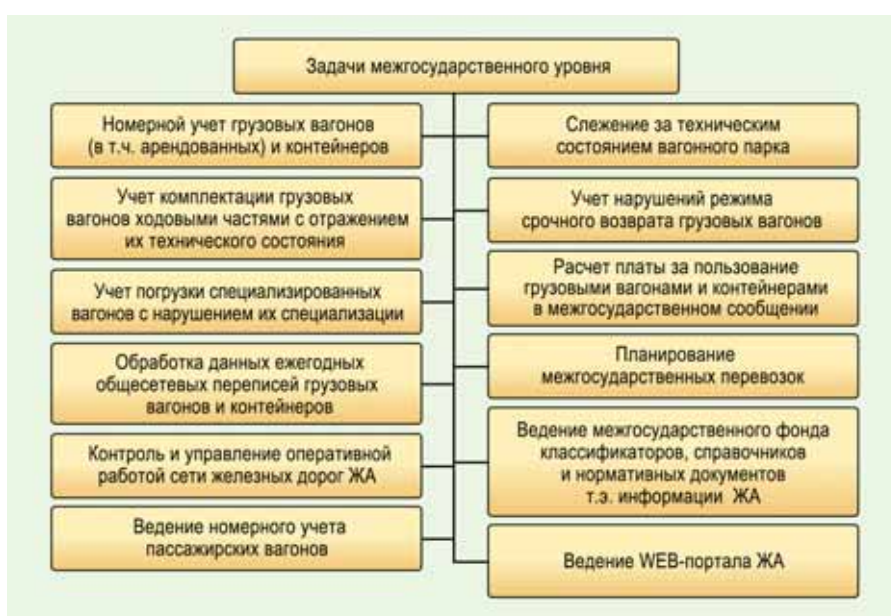 Задачи межгосударственного уровня
Номерной учет грузовых вагонов
(в т.ч. арендованных) и контейнеров
Учет комплектации грузовых
вагонов ходовыми частями с отражением
их технического состояния
Учет погрузки специализированных
вагонов с нарушением их специализации
Обработка данных ежегодных
общесетевых переписей грузовых
вагонов и контейнеров
Контроль и управление оперативной
работой сети железных дорог ЖА
Ведение номерного учета
пассажирских вагонов
Слежение за техническим
состоянием вагонного парка
Учет нарушений режима
срочного возврата грузовых вагонов
Расчет платы за пользование
грузовыми вагонами и контейнерами
в межгосударственном сообщении
Планирование
межгосударственных перевозок
Ведение межгосударственного фонда
классификаторов, справочников
и нормативных документов
т.э. информации ЖА
Ведение WEB-портала ЖА